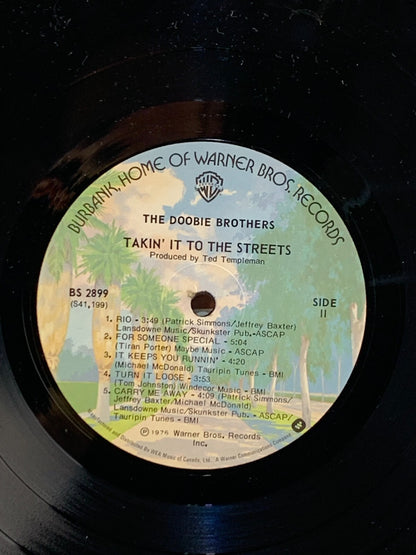 BURBANK, HOME OF WARNER BROS. RECORDS
THE DOOBIE BROTHERS
TAKIN' IT TO THE STREETS
Produced by Ted Templeman
BS 2899
(S41,199)
SIDE
II
1. RIO - 3:49 (Patrick Simmons/Jeffrey Baxter)
Lansdowne Music/Skunkster Pub.-ASCAP
2. FOR SOMEONE SPECIAL - 5:04
(Tiran Porter) Maybe Music - ASCAP
3. IT KEEPS YOU RUNNIN' - 4:20
(Michael McDonald) Tauripin Tunes - BMI
4. TURN IT LOOSE - 3:53
(Tom Johnston) Windecor Music - BMI
5. CARRY ME AWAY - 4:09 (Patrick Simmons/
Jeffrey Baxter/Michael McDonald)
Lansdowne Music/Skunkster Pub. - ASCAP/
Tauripin Tunes - BMI
Ⓟ 1976 Warner Bros. Records
Inc.
and Distributed by WEA Music of Canada, Ltd. A Warner Communications Company